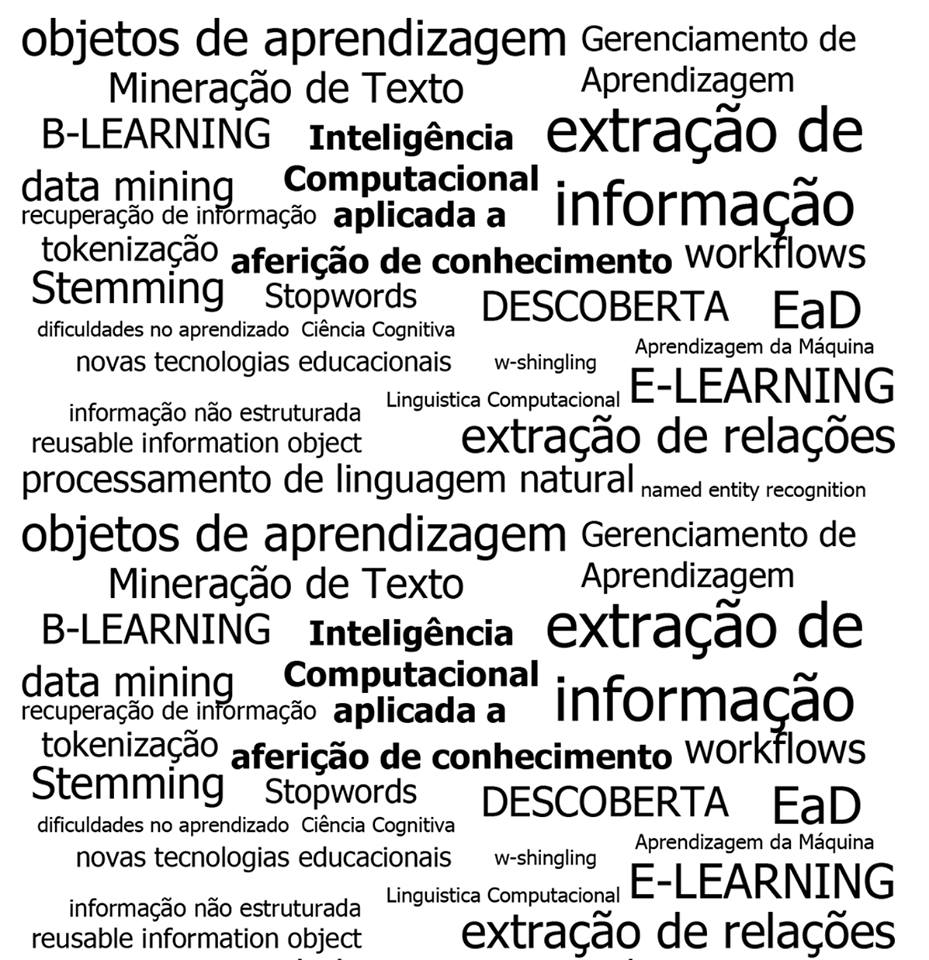 objetos de aprendizagem
Gerenciamento de
Aprendizagem
Mineração de Texto
B-LEARNING
Inteligência
Computacional
aplicada a
aferição de conhecimento
extração de
informação
data mining
recuperação de informação
tokenização
workflows
Stemming
Stopwords
DESCOBERTA
EaD
dificuldades no aprendizado
Ciência Cognitiva
Aprendizagem da Máquina
novas tecnologias educacionais
w-shingling
E-LEARNING
Linguistica Computacional
informação não estruturada
reusable information object
extração de relações
processamento de linguagem natural
named entity recognition
objetos de aprendizagem
Gerenciamento de
Aprendizagem
Mineração de Texto
B-LEARNING
Inteligência
Computacional
aplicada a
aferição de conhecimento
extração de
informação
data mining
recuperação de informação
tokenização
workflows
Stemming
Stopwords
DESCOBERTA
EaD
dificuldades no aprendizado
Ciência Cognitiva
Aprendizagem da Máquina
novas tecnologias educacionais
w-shingling
E-LEARNING
Linguistica Computacional
informação não estruturada
reusable information object
extração de relações